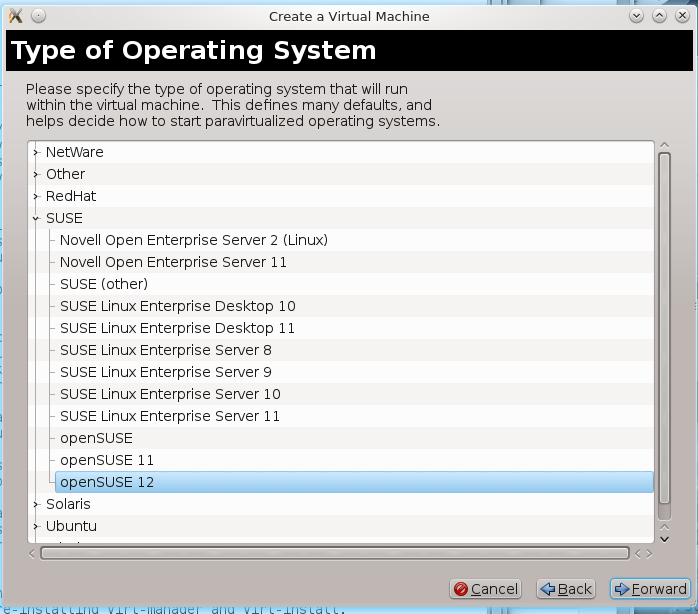 Create a Virtual Machine
Type of Operating System
Please specify the type of operating system that will run
within the virtual machine. This defines many defaults, and
helps decide how to start paravirtualized operating systems.
NetWare
Other
RedHat
SUSE
Novell Open Enterprise Server 2 (Linux)
Novell Open Enterprise Server 11
SUSE (other)
SUSE Linux Enterprise Desktop 10
SUSE Linux Enterprise Desktop 11
SUSE Linux Enterprise Server 8
SUSE Linux Enterprise Server 9
SUSE Linux Enterprise Server 10
SUSE Linux Enterprise Server 11
openSUSE
openSUSE 11
openSUSE 12
Solaris
Ubuntu
Cancel Back Forward
re-installing Virt-manager and Virt-install.